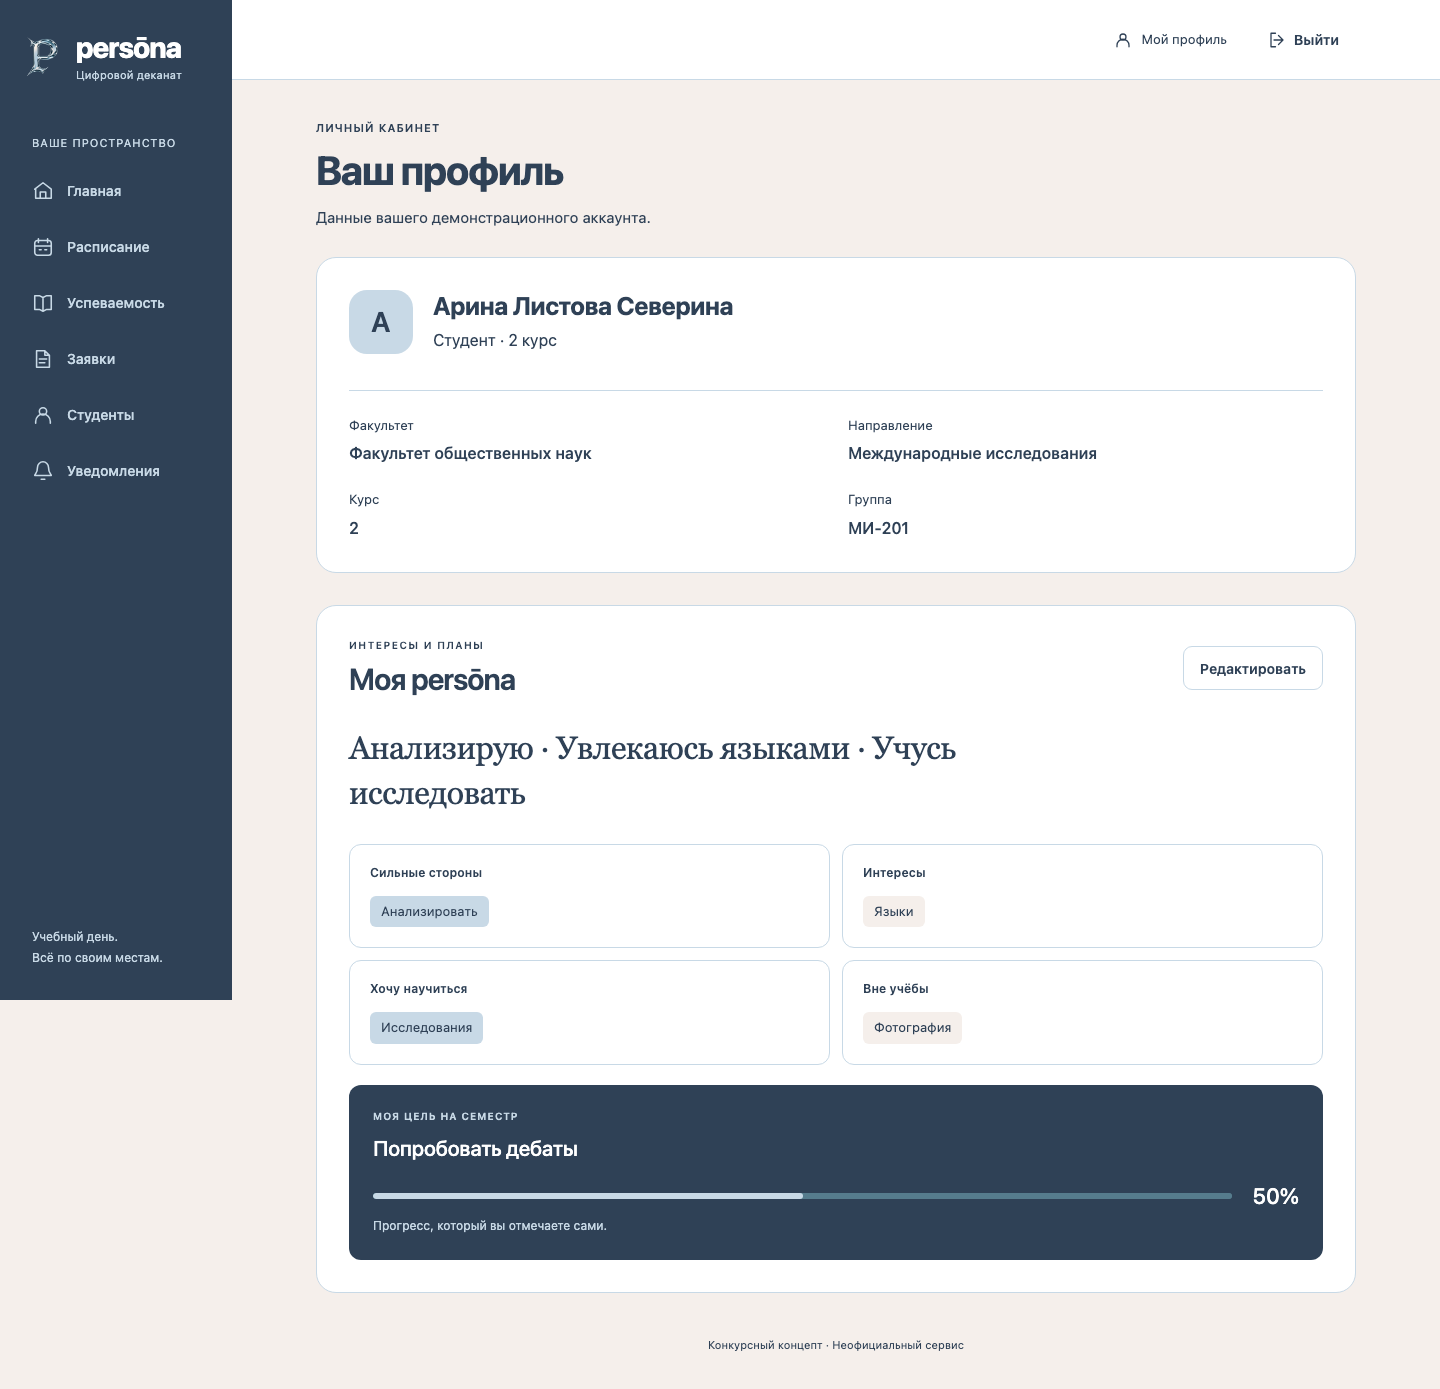 persōna
Цифровой деканат
ВАШЕ ПРОСТРАНСТВО
Главная
Расписание
Успеваемость
Заявки
Студенты
Уведомления
Учебный день.
Всё по своим местам.
Мой профиль
Выйти
ЛИЧНЫЙ КАБИНЕТ
Ваш профиль
Данные вашего демонстрационного аккаунта.
А
Арина Листова Северина
Студент · 2 курс
Факультет
Факультет общественных наук
Направление
Международные исследования
Курс
2
Группа
МИ-201
ИНТЕРЕСЫ И ПЛАНЫ
Моя persōna
Редактировать
Анализирую · Увлекаюсь языками · Учусь
исследовать
Сильные стороны
Анализировать
Интересы
Языки
Хочу научиться
Исследования
Вне учёбы
Фотография
МОЯ ЦЕЛЬ НА СЕМЕСТР
Попробовать дебаты
50%
Прогресс, который вы отмечаете сами.
Конкурсный концепт · Неофициальный сервис